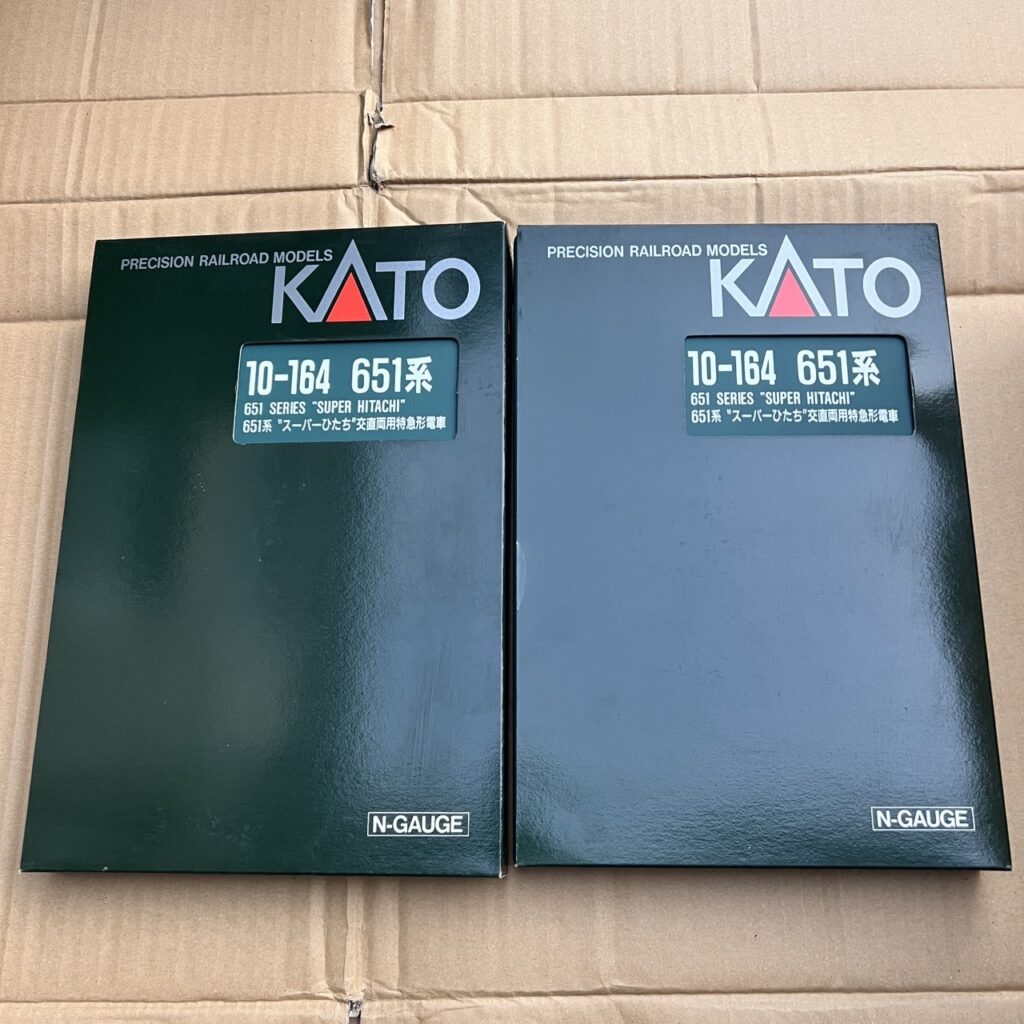 PRECISION RAILROAD MODELS
KATO
10-164 651系
651 SERIES "SUPER HITACHI"
651系 "スーパーひたち"交直両用特急形電車
N-GAUGE
PRECISION RAILROAD MODELS
KATO
10-164 651系
651 SERIES "SUPER HITACHI"
651系 "スーパーひたち"交直両用特急形電車
N-GAUGE